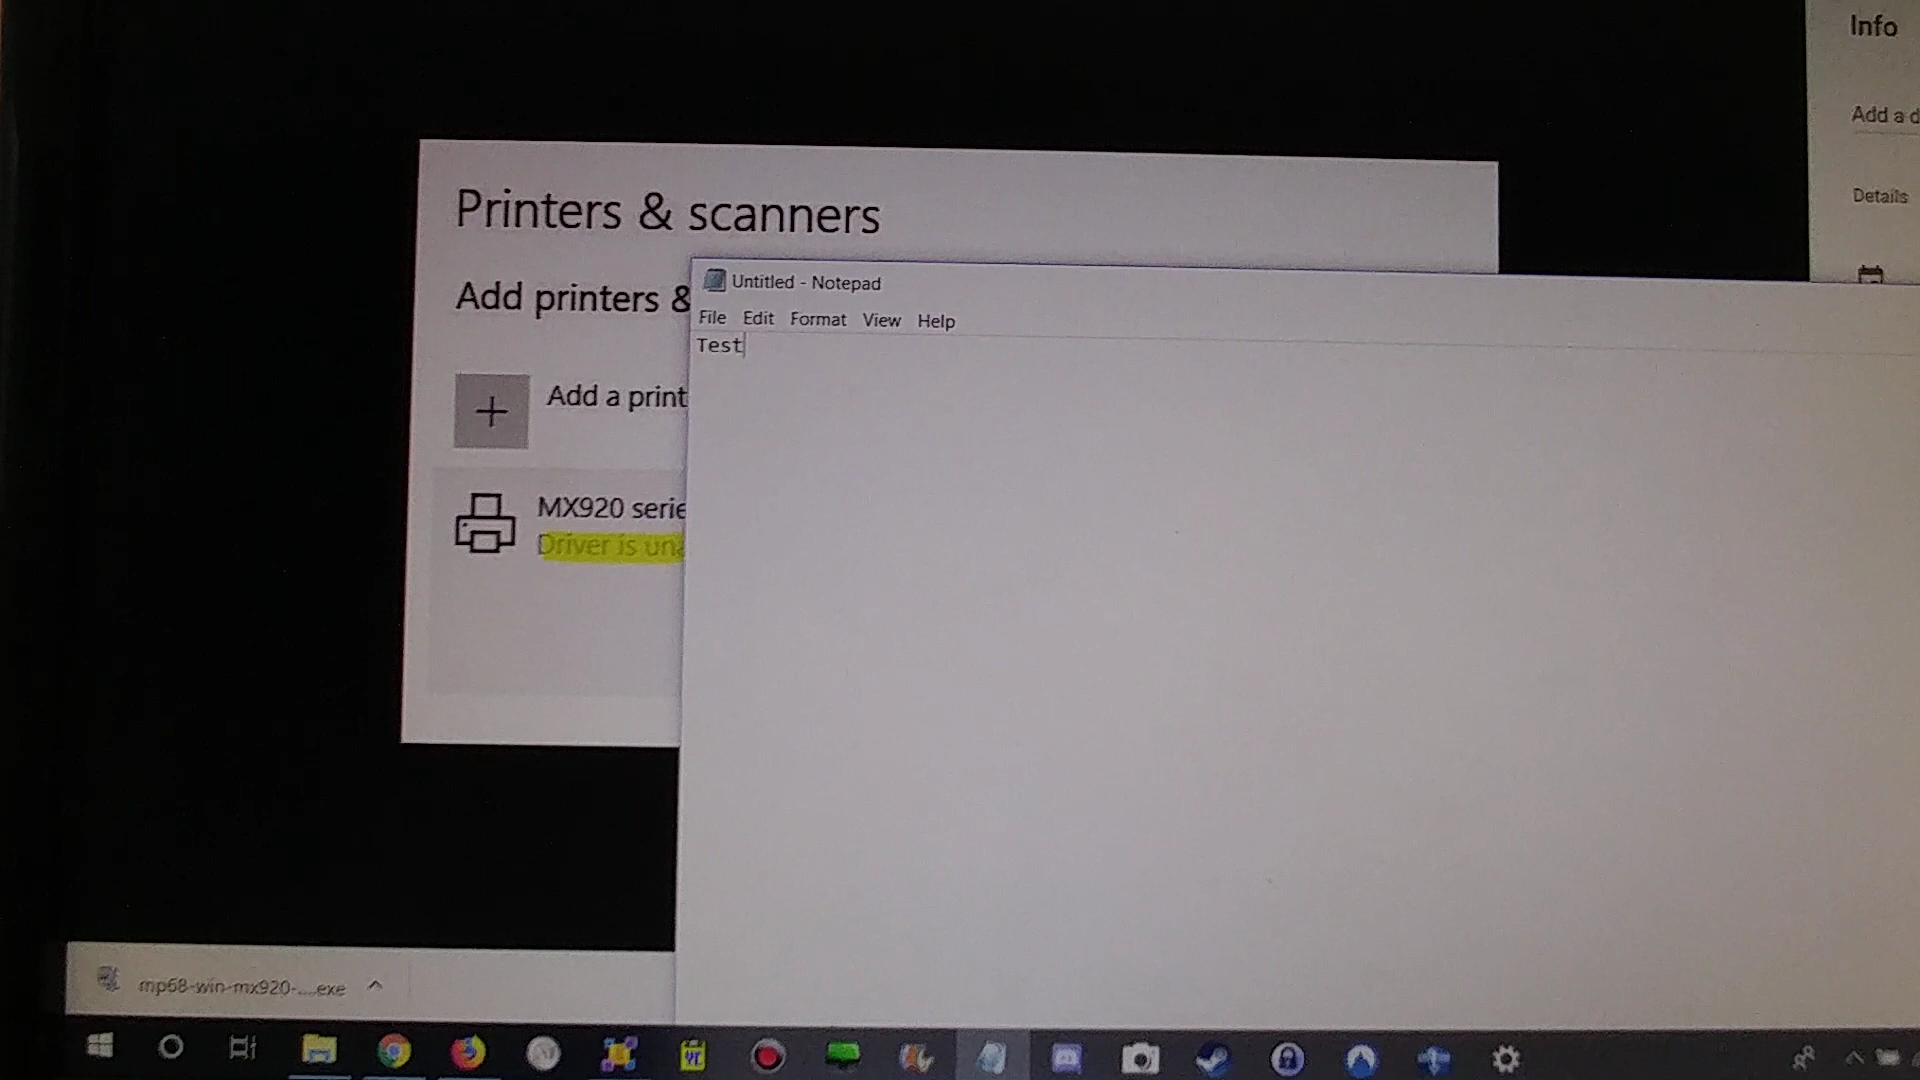 Info
Add a d
Details
Printers & scanners
Add printers &
Add a print
MX920 serie
Driver is una
Untitled - Notepad
File Edit Format View Help
Test
mp68-win-mx920-....exe